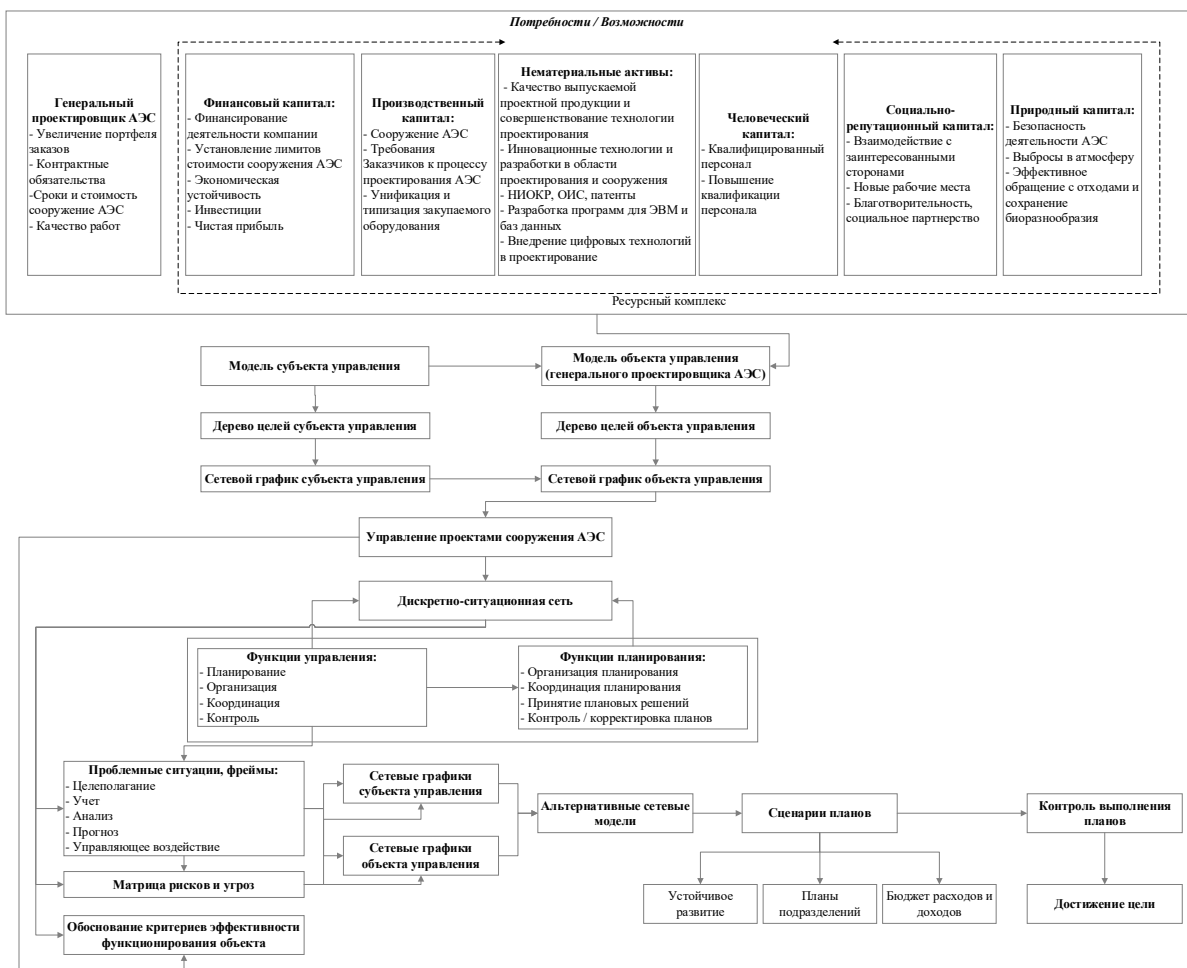 Потребности / Возможности
Генеральный
проектировщик АЭС
- Увеличение портфеля
заказов
- Контрактные
обязательства
-Сроки и стоимость
сооружение АЭС
- Качество работ
Финансовый капитал:
- Финансирование
деятельности компании
- Установление лимитов
стоимости сооружения АЭС
- Экономическая
устойчивость
- Инвестиции
- Чистая прибыль
Производственный
капитал:
- Сооружение АЭС
- Требования
Заказчиков к процессу
проектирования АЭС
- Унификация и
типизация закупаемого
оборудования
Нематериальные активы:
- Качество выпускаемой
проектной продукции и
совершенствование технологии
проектирования
- Инновационные технологии и
разработки в области
проектирования и сооружения
- НИОКР, ОИС, патенты
- Разработка программ для ЭВМ и
баз данных
- Внедрение цифровых технологий
в проектирование
Человеческий
капитал:
- Квалифицированный
персонал
- Повышение
квалификации
персонала
Социально-
репутационный капитал:
- Взаимодействие с
заинтересованными
сторонами
- Новые рабочие места
- Благотворительность,
социальное партнерство
Природный капитал:
- Безопасность
деятельности АЭС
- Выбросы в атмосферу
- Эффективное
обращение с отходами и
сохранение
биоразнообразия
Ресурсный комплекс
Модель субъекта управления
Модель объекта управления
(генерального проектировщика АЭС)
Дерево целей субъекта управления
Дерево целей объекта управления
Сетевой график субъекта управления
Сетевой график объекта управления
Управление проектами сооружения АЭС
Дискретно-ситуационная сеть
Функции управления:
- Планирование
- Организация
- Координация
- Контроль
Функции планирования:
- Организация планирования
- Координация планирования
- Принятие плановых решений
- Контроль / корректировка планов
Проблемные ситуации, фреймы:
- Целеполагание
- Учет
- Анализ
- Прогноз
- Управляющее воздействие
Матрица рисков и угроз
Обоснование критериев эффективности
функционирования объекта
Сетевые графики
субъекта управления
Сетевые графики
объекта управления
Альтернативные сетевые
модели
Сценарии планов
Контроль выполнения
планов
Устойчивое
развитие
Планы
подразделений
Бюджет расходов и
доходов
Достижение цели